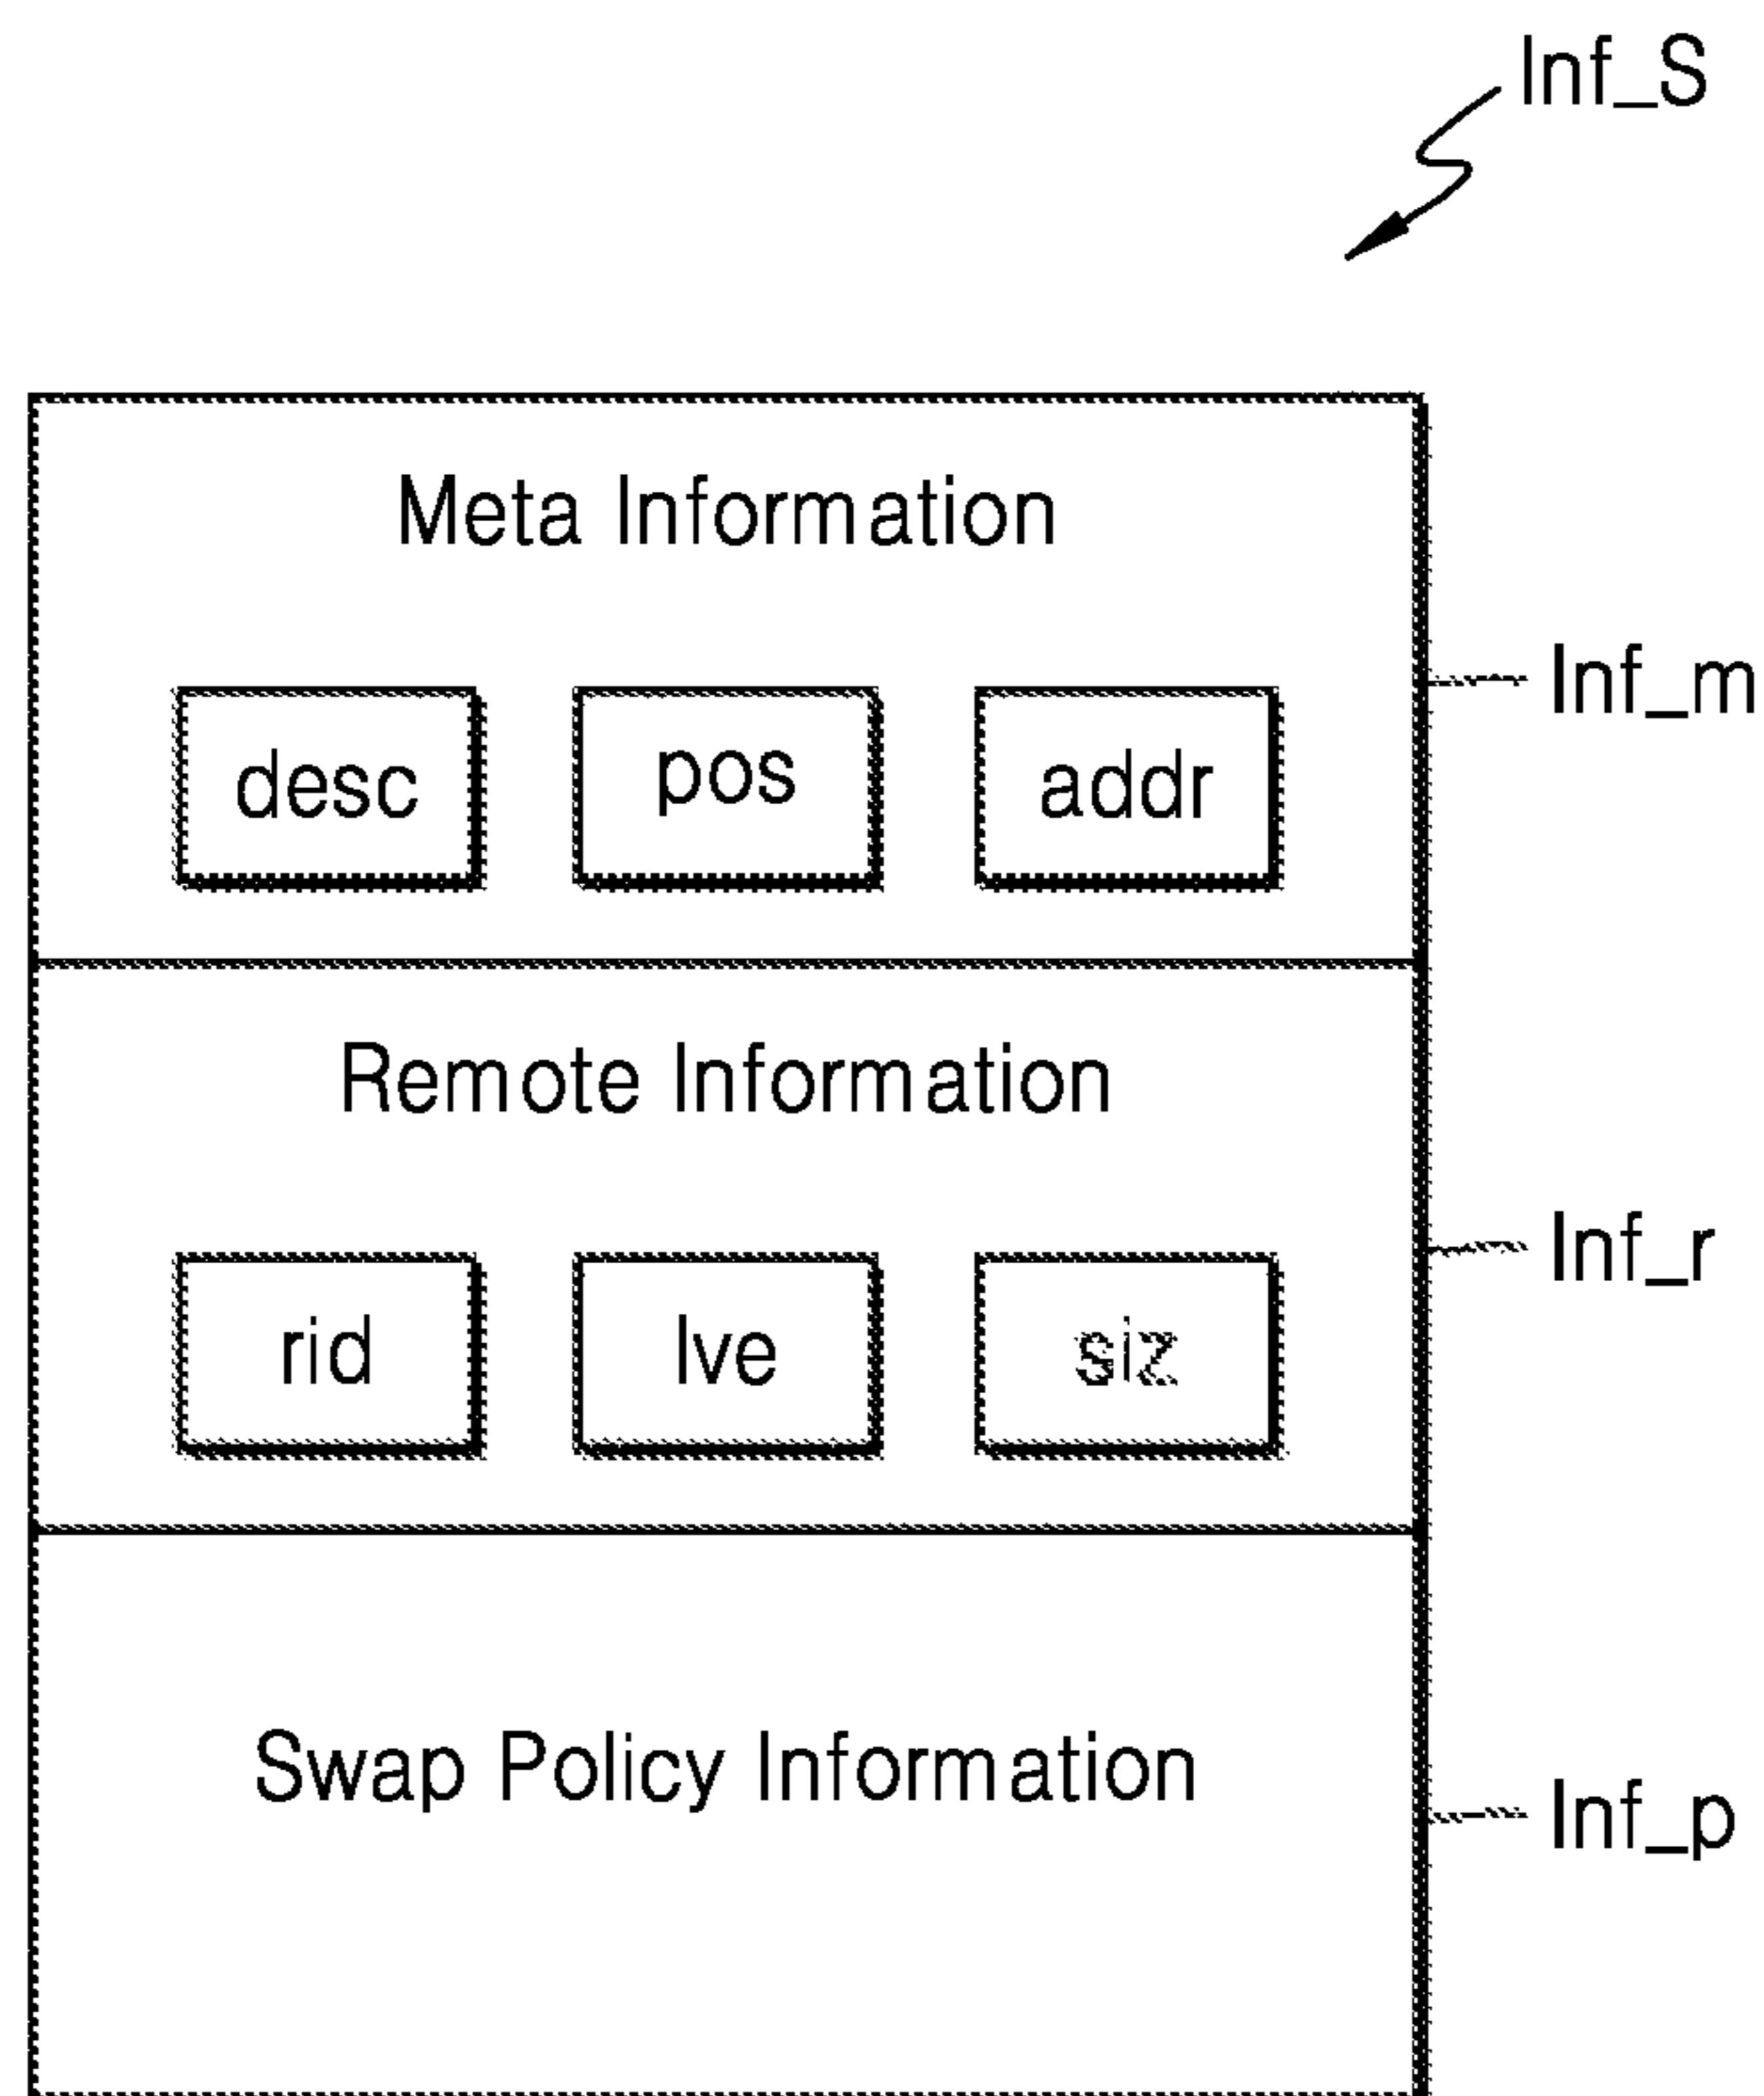 Inf_S
Meta Information
Inf_m
desc pos addr
Remote Information
Inf_r
rid lve siz
Swap Policy Information
Inf_p